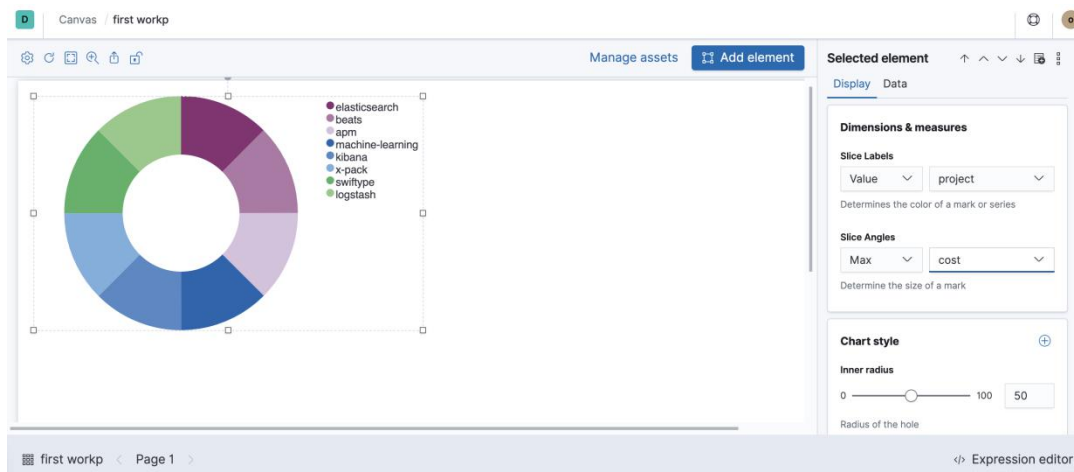 D Canvas / first workp
o
Manage assets Add element
elasticsearch
beats
apm
machine-learning
kibana
x-pack
swiftype
logstash
Selected element
Display Data
Dimensions & measures
Slice Labels
Value project
Determines the color of a mark or series
Slice Angles
Max cost
Determine the size of a mark
Chart style
Inner radius
0 100 50
Radius of the hole
first workp < Page 1 >
</> Expression editor